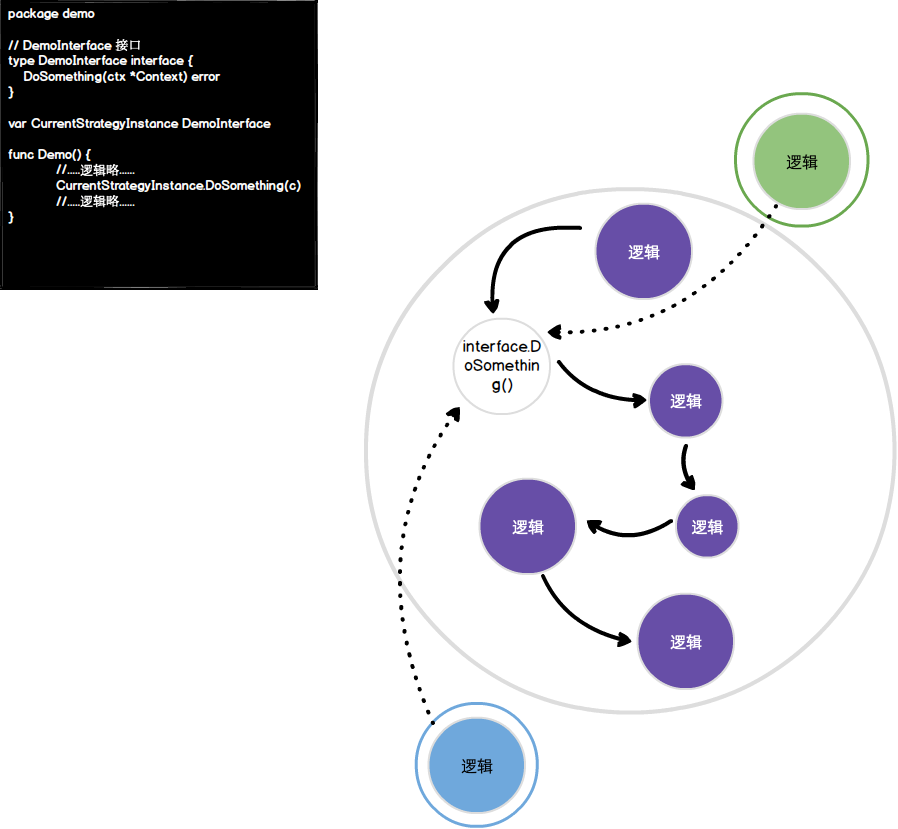 package demo
// DemoInterface 接口
type DemoInterface interface {
DoSomething(ctx *Context) error
}
var CurrentStrategyInstance DemoInterface
func Demo() {
//.....逻辑略......
CurrentStrategyInstance.DoSomething(c)
//.....逻辑略......
}
逻辑
逻辑
interface.D
oSomethin
g()
逻辑
逻辑
逻辑
逻辑
逻辑